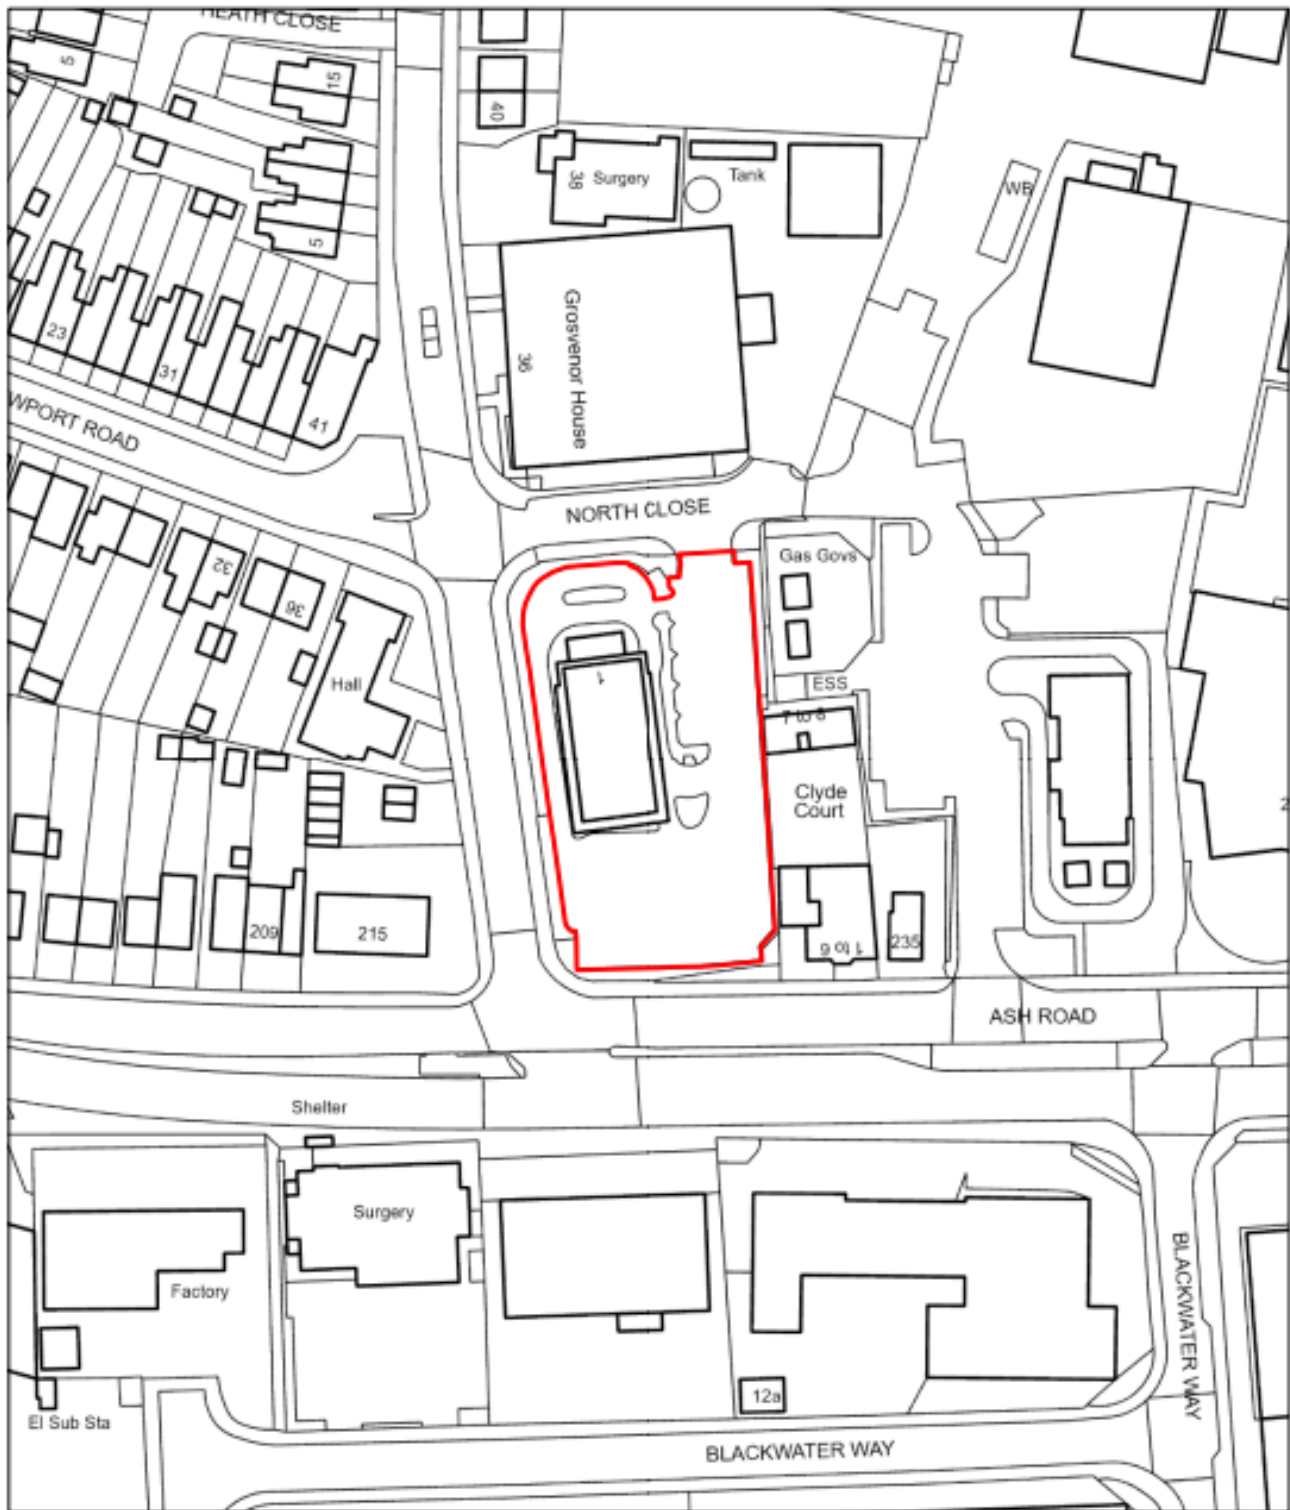 HEATH CLOSE
5
15
40
38
Surgery
Tank
WB
5
Grosvenor House
36
23
31
41
WPORT ROAD
NORTH CLOSE
Gas Govs
32
36
Hall
1
ESS
7 to 8
Clyde
Court
2
209
215
1 to 6
235
ASH ROAD
Shelter
Surgery
Factory
BLACKWATER WAY
12a
El Sub Sta
BLACKWATER WAY